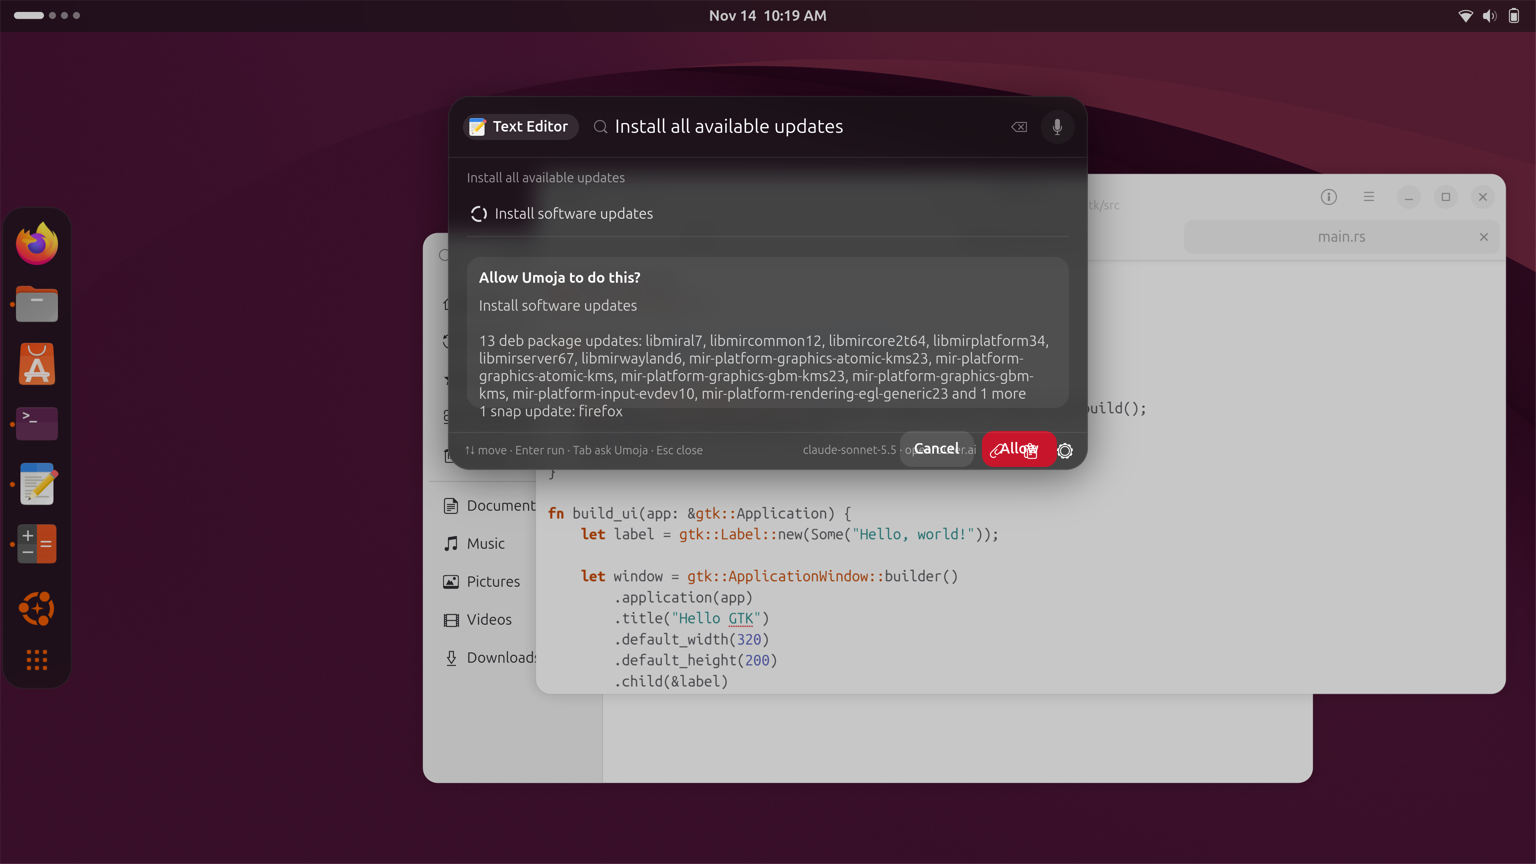 Nov 14 10:19 AM
Text Editor
Install all available updates
Install all available updates
Install software updates
Allow Umoja to do this?
Install software updates
13 deb package updates: libmiral7, libmircommon12, libmircore2t64, libmirplatform34,
libmirserver67, libmirwayland6, mir-platform-graphics-atomic-kms23, mir-platform-
graphics-atomic-kms, mir-platform-graphics-gbm-kms23, mir-platform-graphics-gbm-
kms, mir-platform-input-evdev10, mir-platform-rendering-egl-generic23 and 1 more
1 snap update: firefox
↑↓ move · Enter run · Tab ask Umoja · Esc close
claude-sonnet-5.5 ·
Cancel
Allow
tk/src
main.rs
uild();
}
fn build_ui(app: &gtk::Application) {
let label = gtk::Label::new(Some("Hello, world!"));
let window = gtk::ApplicationWindow::builder()
.application(app)
.title("Hello GTK")
.default_width(320)
.default_height(200)
.child(&label)
Document
Music
Pictures
Videos
Downloads